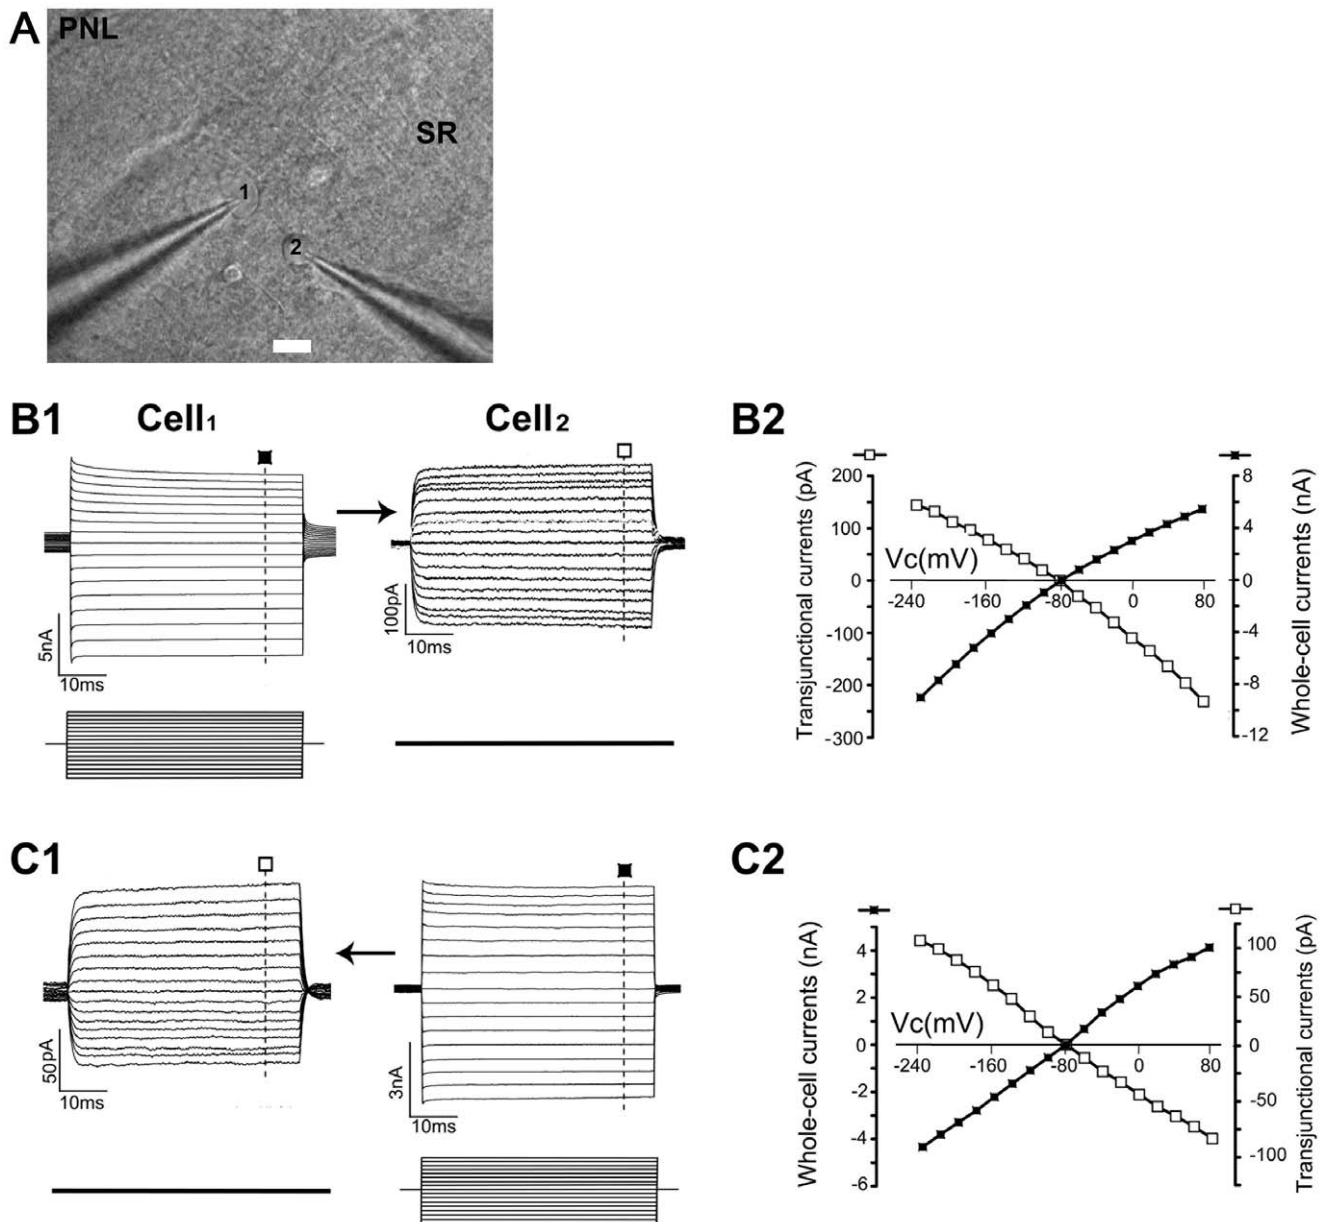 A
PNL
SR
1
2
B1
Cell1
Cell2
5nA
10ms
100pA
10ms
B2
Transjunctional currents (pA)
200
100
0
-100
-200
-300
Vc(mV)
-240
-160
-80
0
80
8
4
0
-4
-8
-12
Whole-cell currents (nA)
C1
50pA
10ms
3nA
10ms
C2
Whole-cell currents (nA)
4
2
0
-2
-4
-6
Vc(mV)
-240
-160
-80
0
80
100
50
0
-50
-100
Transjunctional currents (pA)